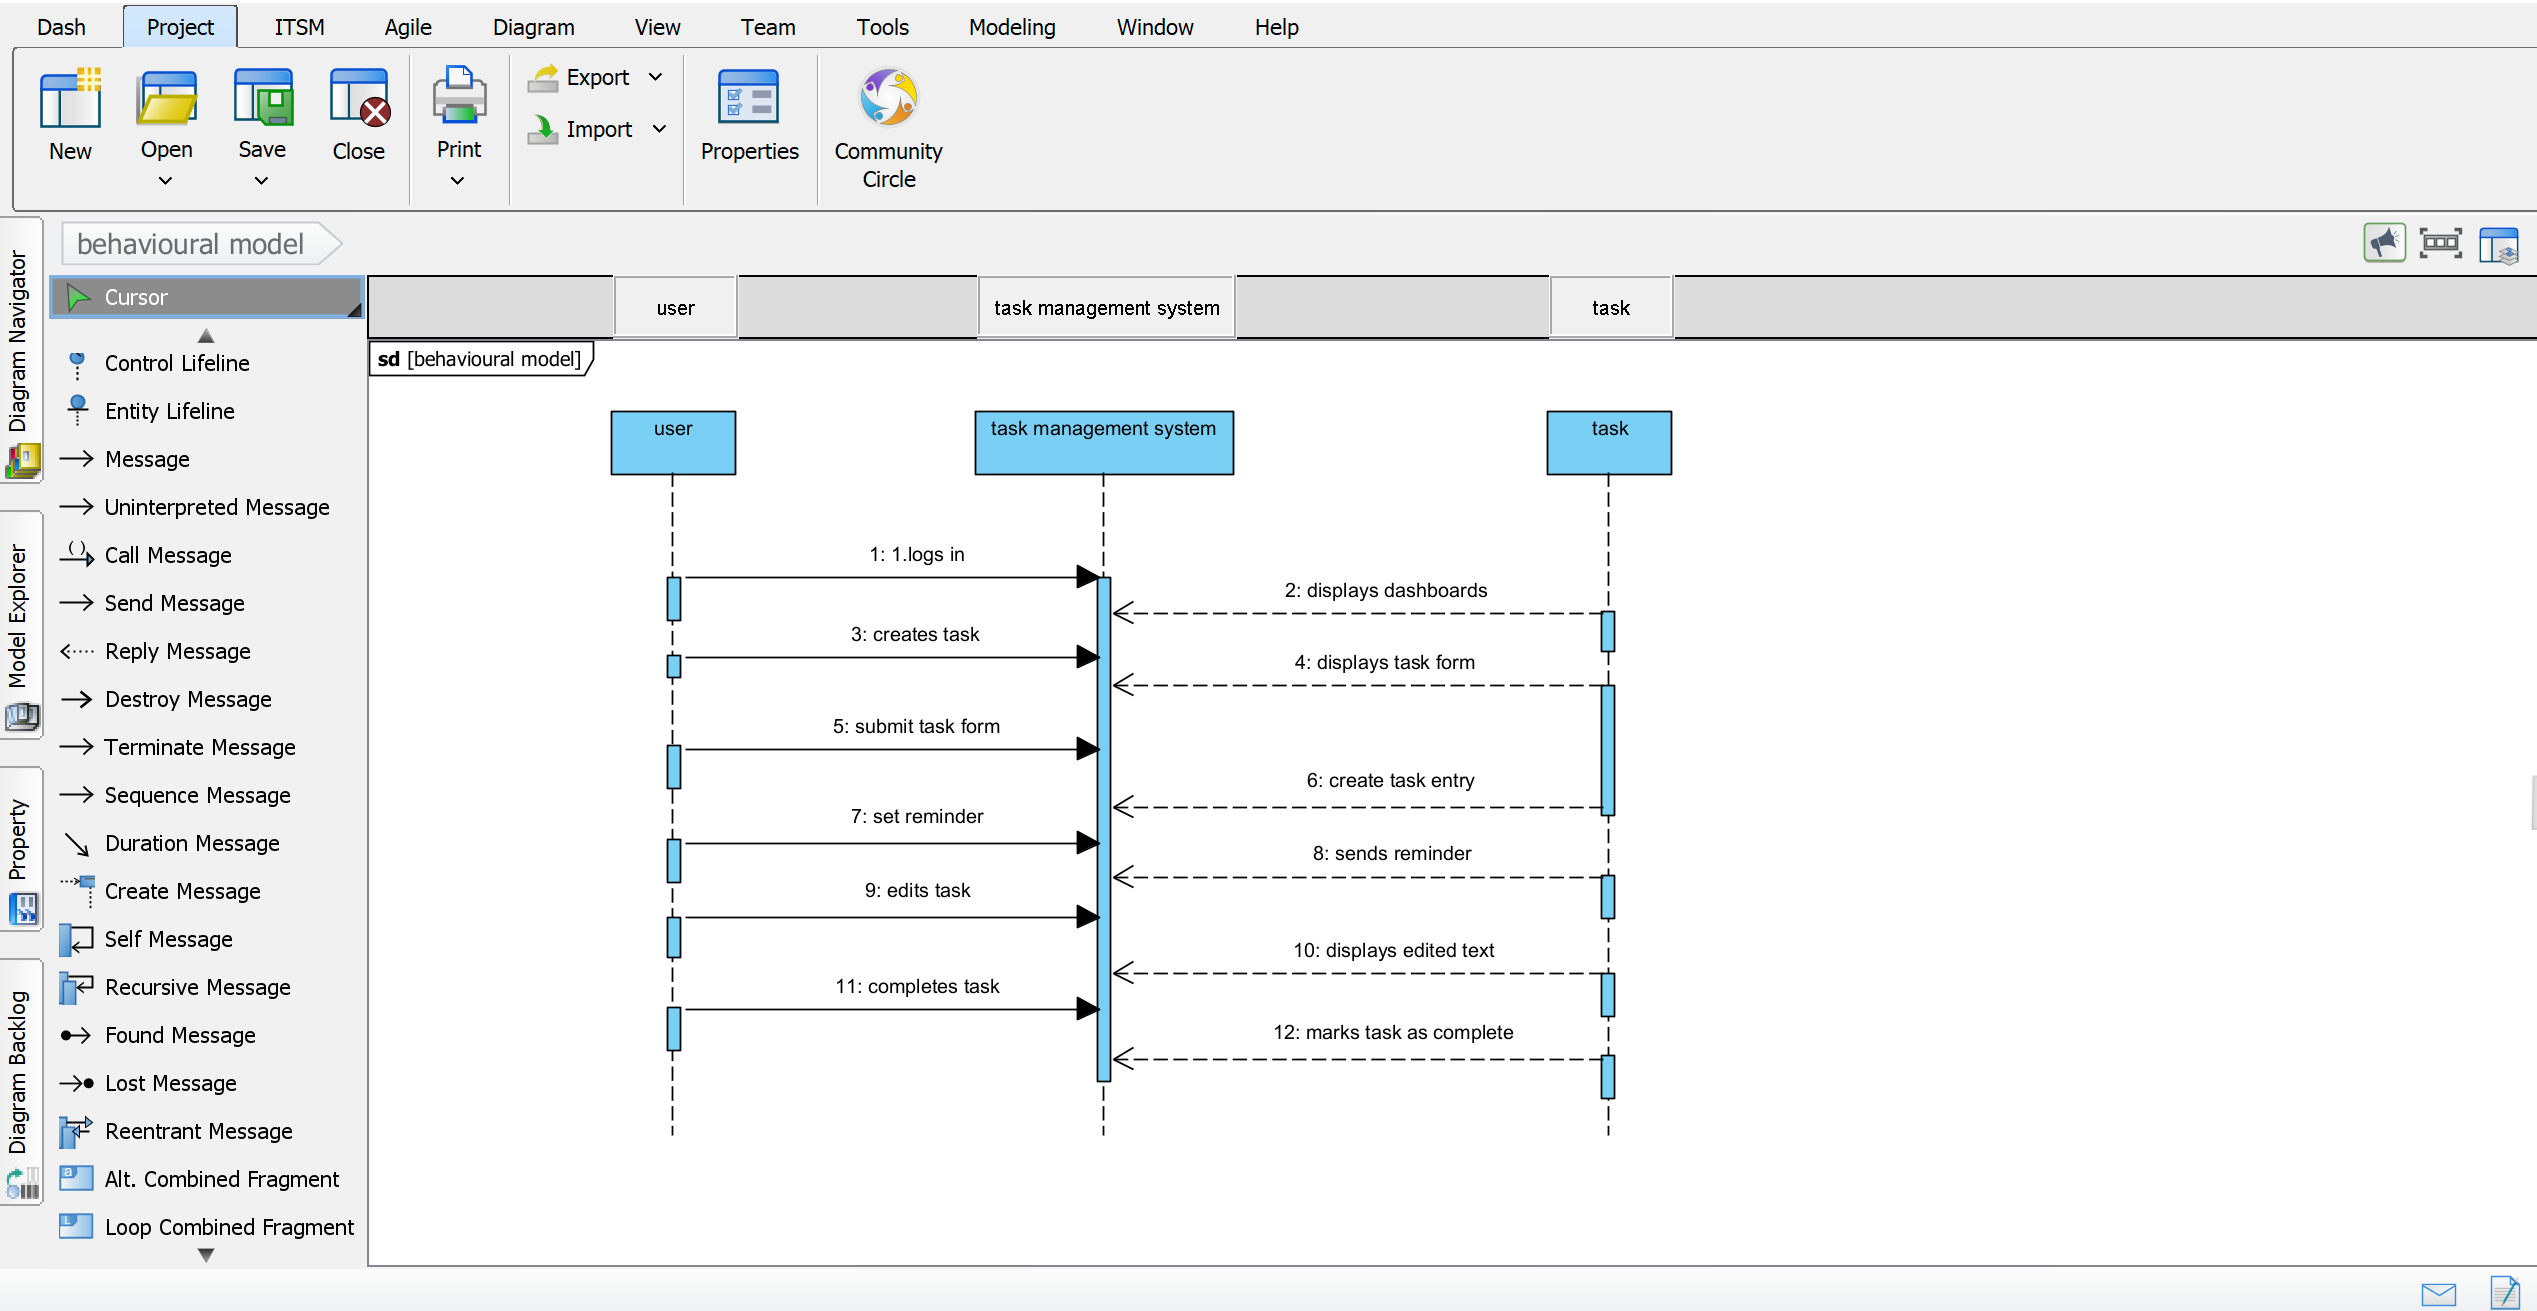 Dash Project ITSM Agile Diagram View Team Tools Modeling Window Help
New Open Save Close Print Export Import Properties Community Circle
behavioural model
Diagram Navigator
Model Explorer
Property
Diagram Backlog
Cursor
Control Lifeline
Entity Lifeline
Message
Uninterpreted Message
Call Message
Send Message
Reply Message
Destroy Message
Terminate Message
Sequence Message
Duration Message
Create Message
Self Message
Recursive Message
Found Message
Lost Message
Reentrant Message
Alt. Combined Fragment
Loop Combined Fragment
user task management system task
sd [behavioural model]
user task management system task
1: 1.logs in
2: displays dashboards
3: creates task
4: displays task form
5: submit task form
6: create task entry
7: set reminder
8: sends reminder
9: edits task
10: displays edited text
11: completes task
12: marks task as complete